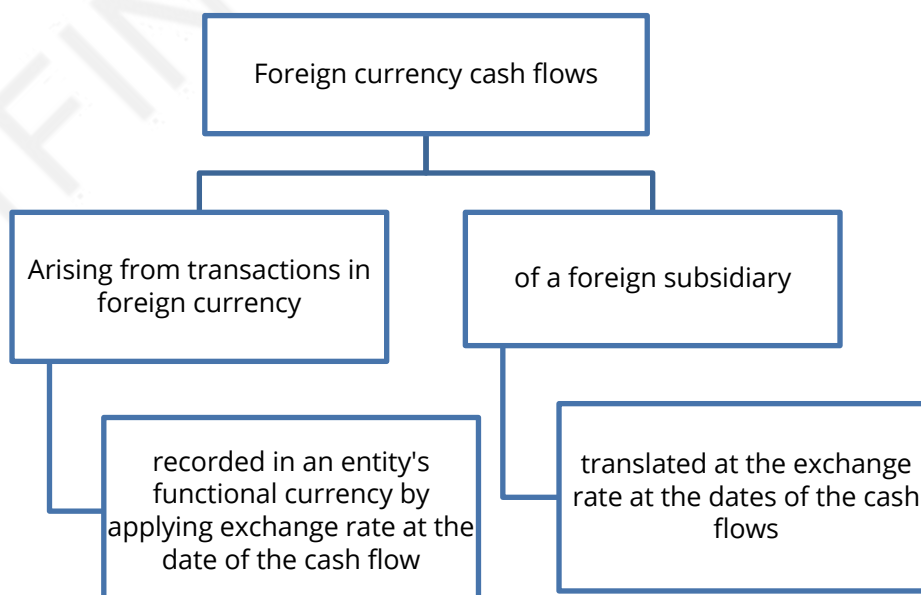 Foreign currency cash flows
Arising from transactions in
foreign currency
of a foreign subsidiary
recorded in an entity's
functional currency by
applying exchange rate at the
date of the cash flow
translated at the exchange
rate at the dates of the cash
flows